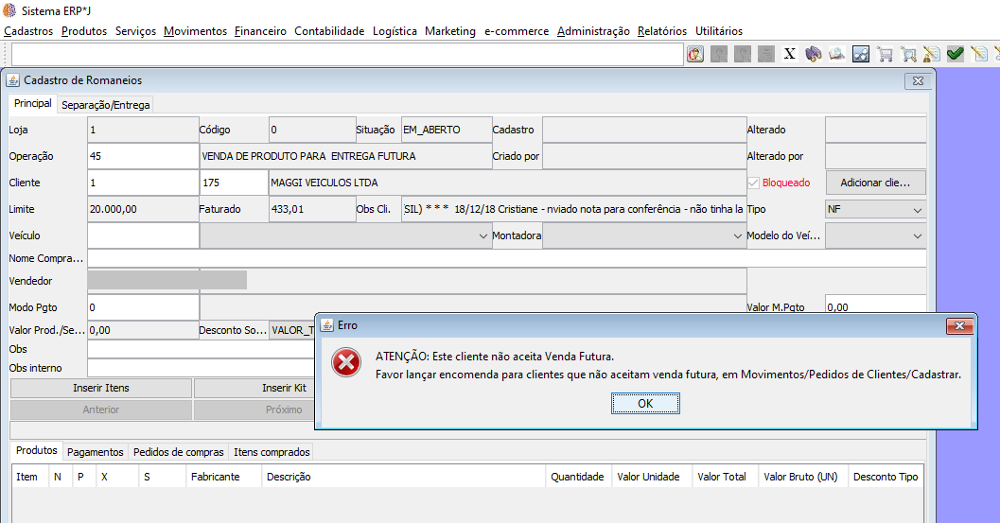 Sistema ERP*J
Cadastros Produtos Serviços Movimentos Financeiro Contabilidade Logística Marketing e-commerce Administração Relatórios Utilitários
X
Cadastro de Romaneios
Principal Separação/Entrega
Loja 1 Código 0 Situação EM_ABERTO Cadastro Alterado
Operação 45 VENDA DE PRODUTO PARA ENTREGA FUTURA Criado por Alterado por
Cliente 1 175 MAGGI VEICULOS LTDA Bloqueado Adicionar clie...
Limite 20.000,00 Faturado 433,01 Obs Cli. SIL) * * * 18/12/18 Cristiane - nviado nota para conferência - não tinha la Tipo NF
Veículo Montadora Modelo do Veí...
Nome Compra...
Vendedor
Modo Pgto 0 Valor M.Pgto 0,00
Valor Prod./Se... 0,00 Desconto So... VALOR_T
Obs
Obs interno
Inserir Itens Inserir Kit
Anterior Próximo
Erro
ATENÇÃO: Este cliente não aceita Venda Futura.
Favor lançar encomenda para clientes que não aceitam venda futura, em Movimentos/Pedidos de Clientes/Cadastrar.
OK
Produtos Pagamentos Pedidos de compras Itens comprados
Item N P X S Fabricante Descrição Quantidade Valor Unidade Valor Total Valor Bruto (UN) Desconto Tipo